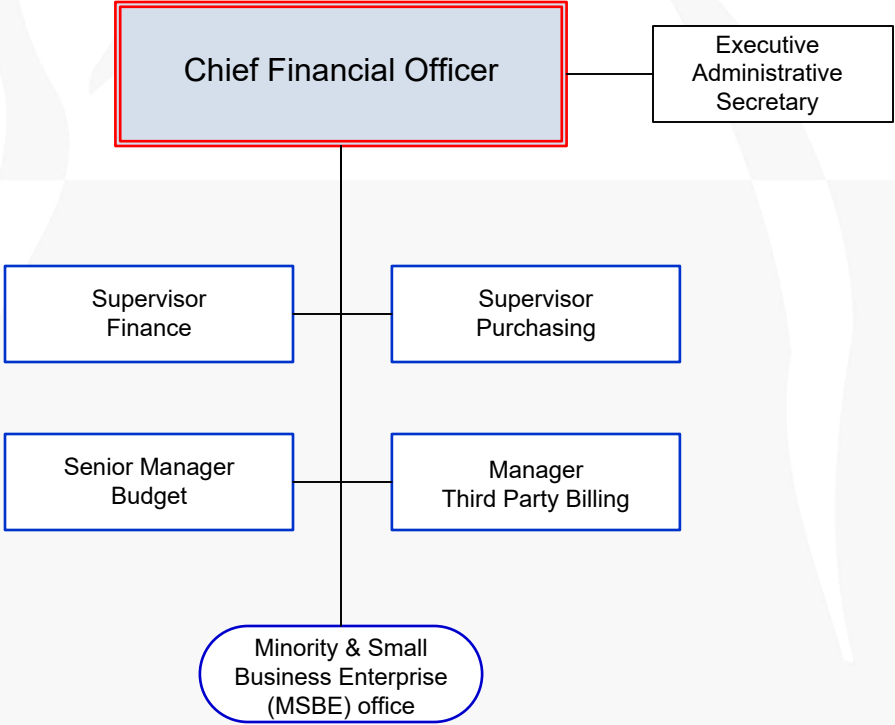 Chief Financial Officer
Executive
Administrative
Secretary
Supervisor
Finance
Supervisor
Purchasing
Senior Manager
Budget
Manager
Third Party Billing
Minority & Small
Business Enterprise
(MSBE) office